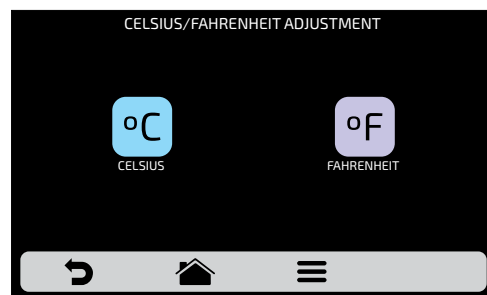 CELSIUS/FAHRENHEIT ADJUSTMENT
ºC
ºF
CELSIUS
FAHRENHEIT